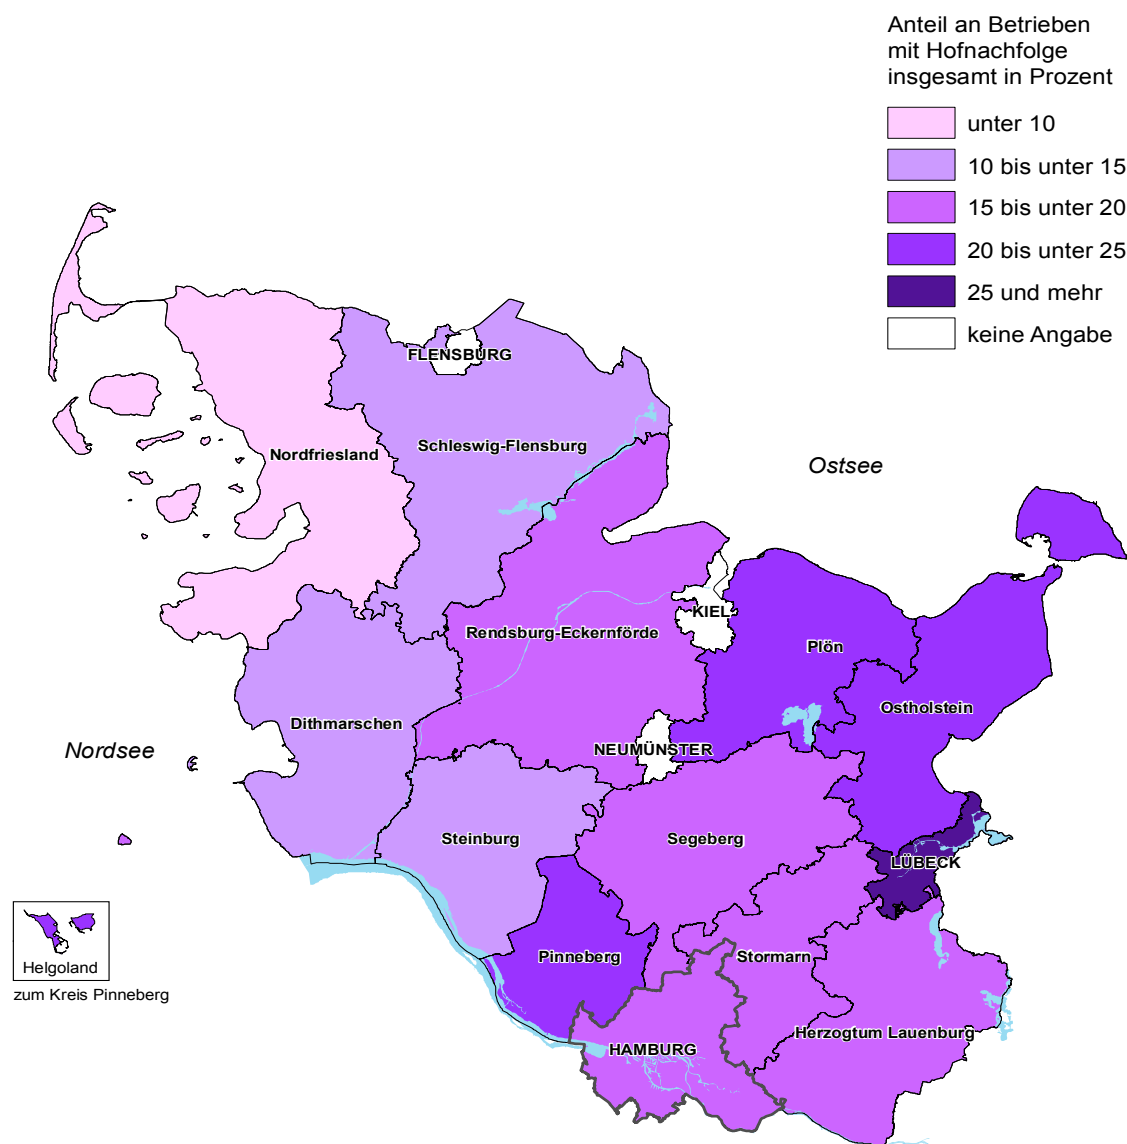 Anteil an Betrieben
mit Hofnachfolge
insgesamt in Prozent
unter 10
10 bis unter 15
15 bis unter 20
20 bis unter 25
25 und mehr
keine Angabe
FLENSBURG
Schleswig-Flensburg
Nordfriesland
Ostsee
KIEL
Rendsburg-Eckernförde
Plön
Ostholstein
Dithmarschen
Nordsee
NEUMÜNSTER
Steinburg
Segeberg
LÜBECK
Pinneberg
Stormarn
Helgoland
zum Kreis Pinneberg
Herzogtum Lauenburg
HAMBURG